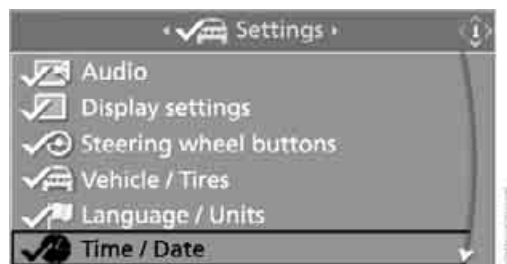 Settings
Audio
Display settings
Steering wheel buttons
Vehicle / Tires
Language / Units
Time / Date